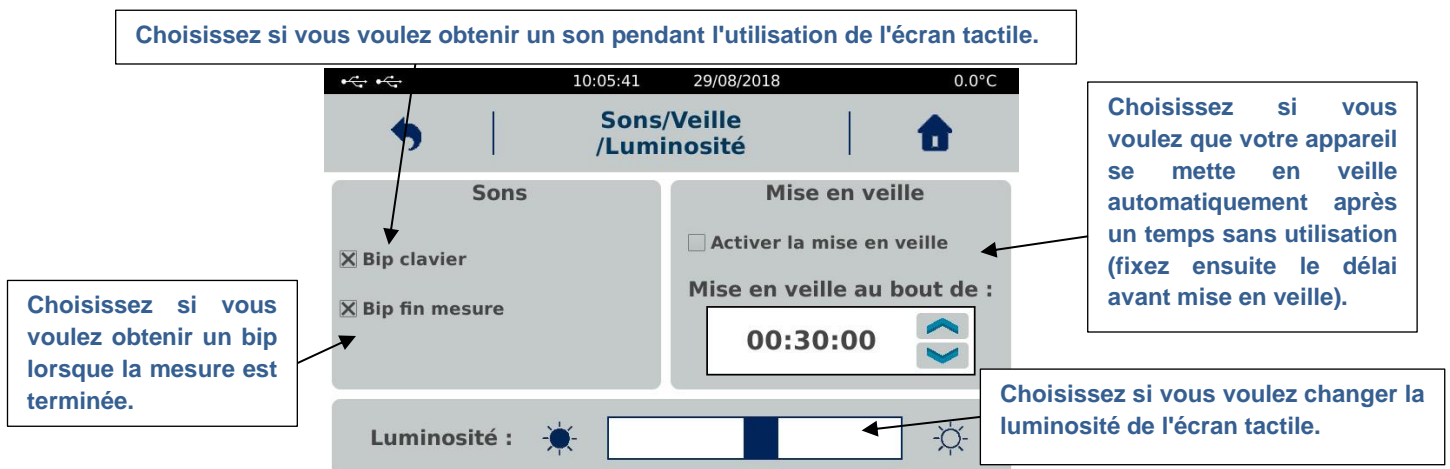 Choisissez si vous voulez obtenir un son pendant l'utilisation de l'écran tactile.
10:05:41 29/08/2018 0.0°C
Sons/Veille
/Luminosité
Choisissez si vous
voulez que votre appareil
se mette en veille
automatiquement après
un temps sans utilisation
(fixez ensuite le délai
avant mise en veille).
Sons
Bip clavier
Bip fin mesure
Mise en veille
Activer la mise en veille
Mise en veille au bout de :
00:30:00
Choisissez si vous
voulez obtenir un bip
lorsque la mesure est
terminée.
Choisissez si vous voulez changer la
luminosité de l'écran tactile.
Luminosité :